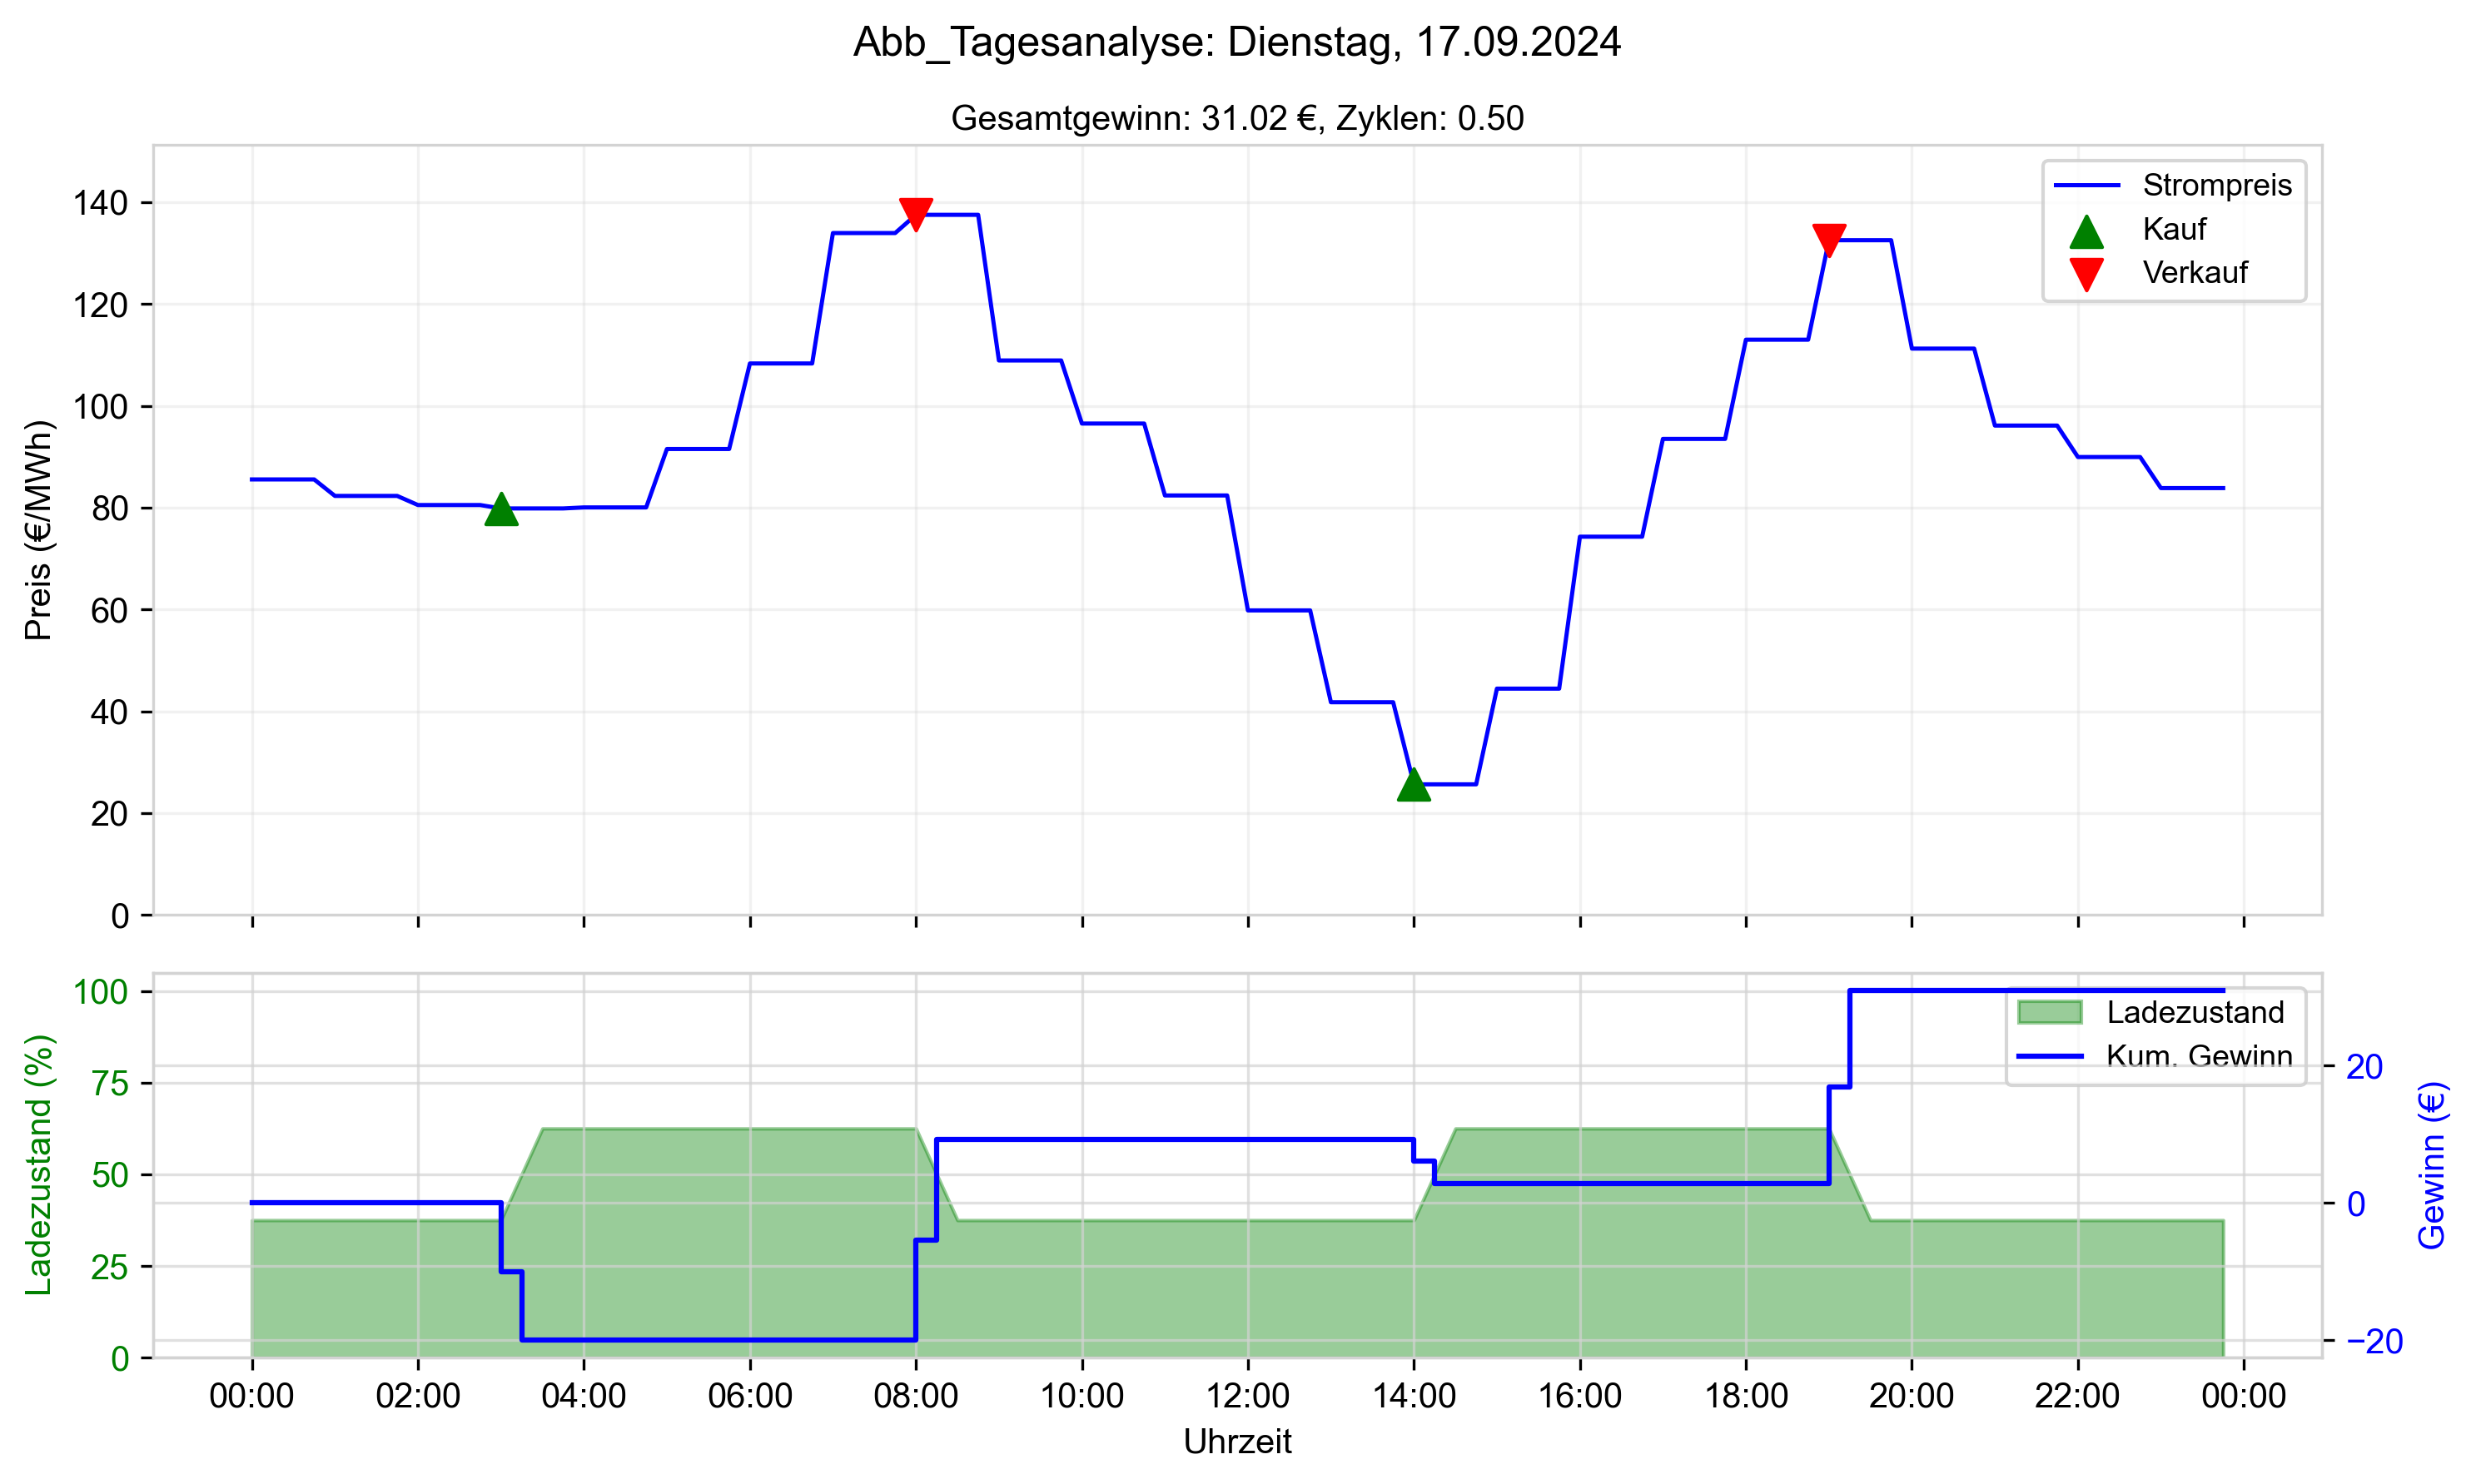 Abb_Tagesanalyse: Dienstag, 17.09.2024
Gesamtgewinn: 31.02 €, Zyklen: 0.50
Preis (€/MWh)
140
120
100
80
60
40
20
0
Strompreis
Kauf
Verkauf
Ladezustand (%)
100
75
50
25
0
Ladezustand
Kum. Gewinn
20
0
−20
Gewinn (€)
00:00 02:00 04:00 06:00 08:00 10:00 12:00 14:00 16:00 18:00 20:00 22:00 00:00
Uhrzeit